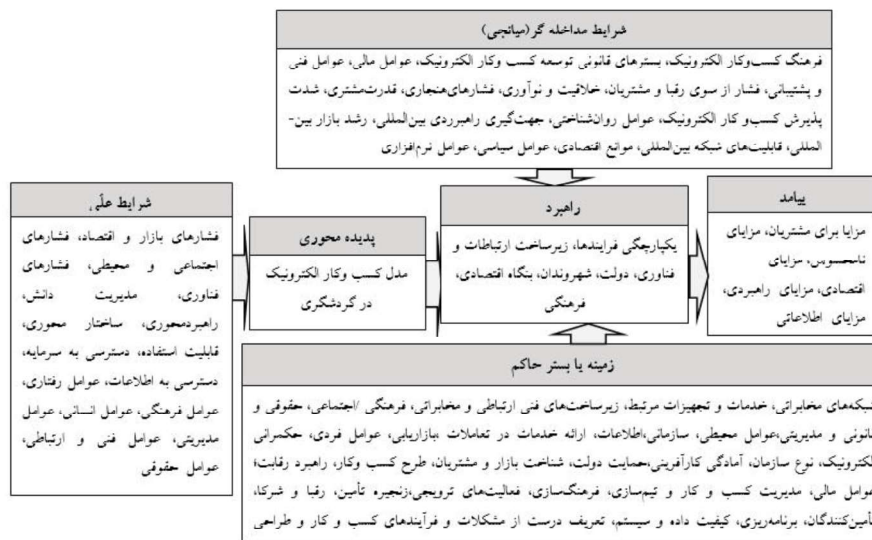 شرایط مداخله گر(میانجی)
فرهنگ کسب‌وکار الکترونیک، بسترهای قانونی توسعه کسب وکار الکترونیک، عوامل مالی، عوامل فنی
و پشتیبانی، فشار از سوی رقبا و مشتریان، خلاقیت و نوآوری، فشارهای‌هنجاری، قدرت‌مشتری، شدت
پذیرش کسب‌و کار الکترونیک، عوامل روان‌شناختی، جهت‌گیری راهبردی بین‌المللی، رشد بازار بین-
المللی، قابلیت‌های شبکه بین‌المللی، موانع اقتصادی، عوامل سیاسی، عوامل نرم‌افزاری
شرایط علّی
فشارهای بازار و اقتصاد، فشارهای
اجتماعی و محیطی، فشارهای
فناوری، مدیریت دانش،
راهبردمحوری، ساختار محوری،
قابلیت استفاده، دسترسی به سرمایه،
دسترسی به اطلاعات، عوامل رفتاری،
عوامل فرهنگی، عوامل انسانی، عوامل
مدیریتی، عوامل فنی و ارتباطی،
عوامل حقوقی
پدیده محوری
مدل کسب وکار الکترونیک
در گردشگری
راهبرد
یکپارچگی فرایندها، زیرساخت ارتباطات و
فناوری، دولت، شهروندان، بنگاه اقتصادی،
فرهنگی
پیامد
مزایا برای مشتریان، مزایای
نامحسوس، مزایای
اقتصادی، مزایای راهبردی،
مزایای اطلاعاتی
زمینه یا بستر حاکم
شبکه‌های مخابراتی، خدمات و تجهیزات مرتبط، زیرساخت‌های فنی ارتباطی و مخابراتی، فرهنگی /اجتماعی، حقوقی و
قانونی و مدیریتی،عوامل محیطی، سازمانی،اطلاعات، ارائه خدمات در تعاملات ،بازاریابی، عوامل فردی، حکمرانی
الکترونیک، نوع سازمان، آمادگی کارآفرینی،حمایت دولت، شناخت بازار و مشتریان، طرح کسب وکار، راهبرد رقابت؛
عوامل مالی، مدیریت کسب و کار و تیم‌سازی، فرهنگ‌سازی، فعالیت‌های ترویجی،زنجیره تأمین، رقبا و شرکا،
تأمین‌کنندگان، برنامه‌ریزی، کیفیت داده و سیستم، تعریف درست از مشکلات و فرآیندهای کسب و کار و طراحی